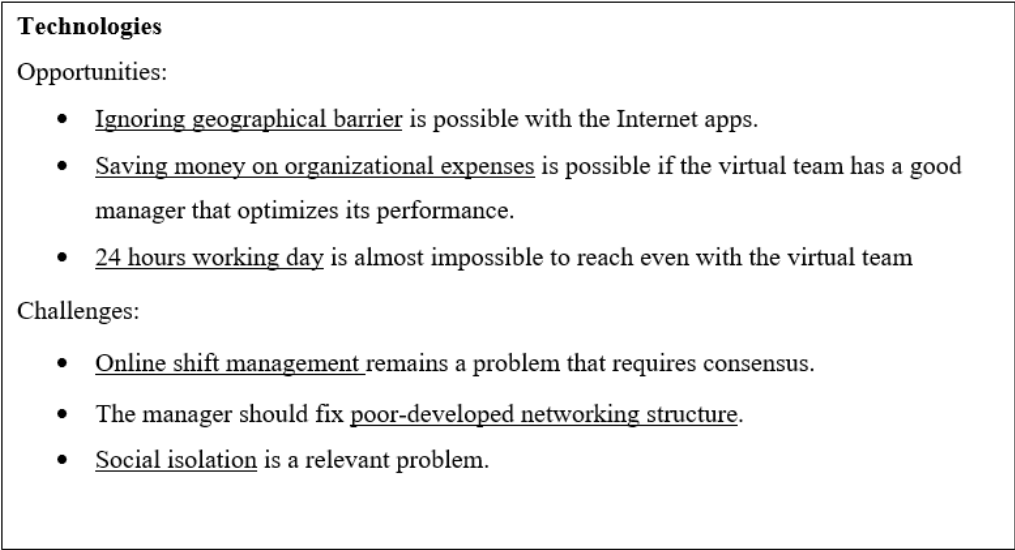 Technologies
Opportunities:
• Ignoring geographical barrier is possible with the Internet apps.
• Saving money on organizational expenses is possible if the virtual team has a good
manager that optimizes its performance.
• 24 hours working day is almost impossible to reach even with the virtual team
Challenges:
• Online shift management remains a problem that requires consensus.
• The manager should fix poor-developed networking structure.
• Social isolation is a relevant problem.